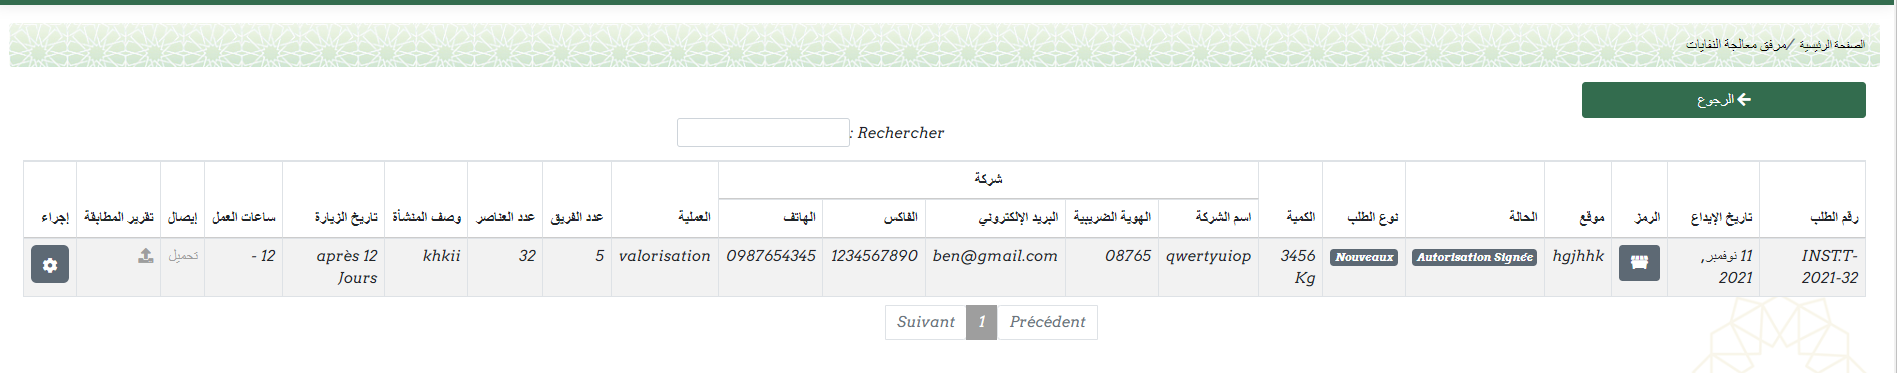 الصفحة الرئيسية /مرفق معالجة النفايات
الرجوع
Rechercher :
شركة
رقم الطلب
تاريخ الإيداع
الرمز
موقع
الحالة
نوع الطلب
الكمية
اسم الشركة
الهوية الضريبية
البريد الإلكتروني
الفاكس
الهاتف
العملية
عدد الفريق
عدد العناصر
وصف المنشأة
تاريخ الزيارة
ساعات العمل
إيصال
تقرير المطابقة
إجراء
INST.T-
2021-32
11 نوفمبر,
2021
hgjhhk
Autorisation Signée
Nouveaux
3456
Kg
qwertyuiop
08765
ben@gmail.com
1234567890
0987654345
valorisation
5
32
khkii
après 12
Jours
12 -
تحميل
Précédent
1
Suivant